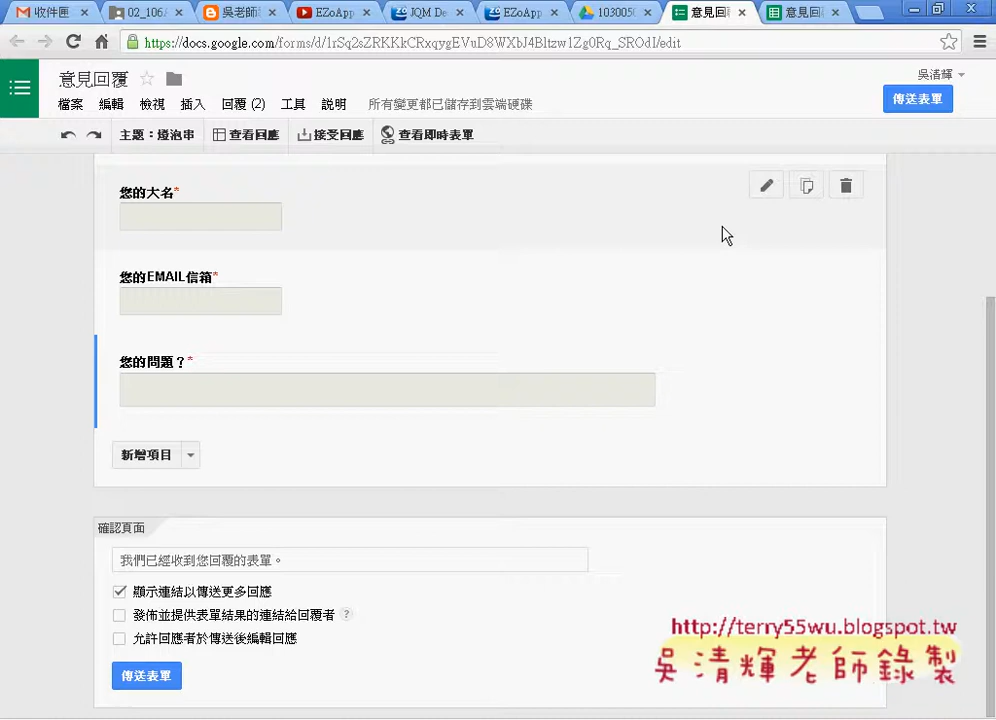 收件匣
02_106
吳老師
EZoApp
JQM De
EZoApp
103005
意見回
意見回
https://docs.google.com/forms/d/1rSq2sZRKKkCRxqygEVuD8WXbJ4Bltzw1Zg0Rq_SROdI/edit
意見回覆
吳清輝
檔案 編輯 檢視 插入 回覆 (2) 工具 說明 所有變更都已儲存到雲端硬碟
傳送表單
主題：燈泡串 查看回應 接受回應 查看即時表單
您的大名*
您的EMAIL信箱*
您的問題？*
新增項目
確認頁面
我們已經收到您回覆的表單。
顯示連結以傳送更多回應
發佈並提供表單結果的連結給回覆者 ?
允許回應者於傳送後編輯回應
傳送表單
http://terry55wu.blogspot.tw
吳清輝老師錄製